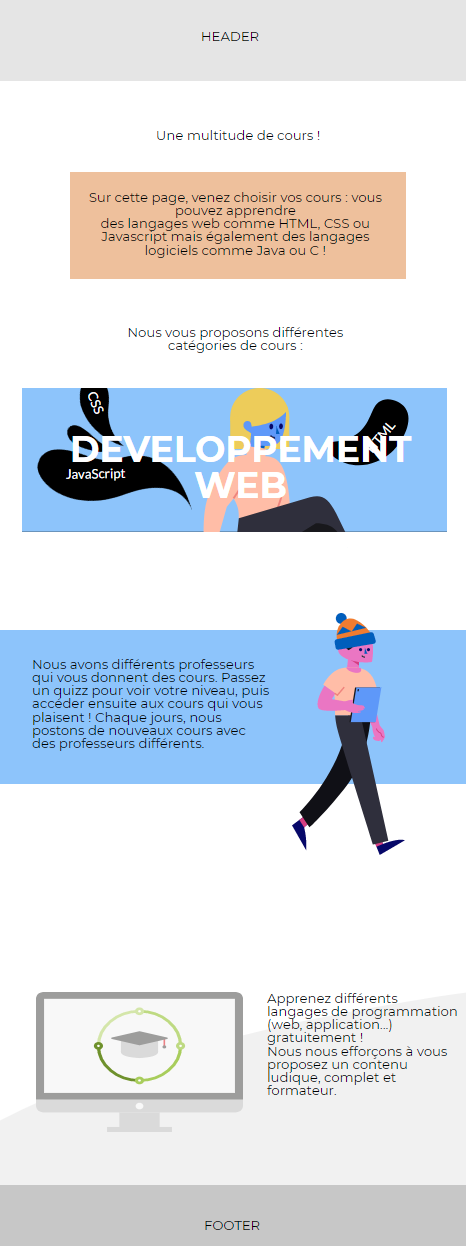 HEADER
Une multitude de cours !
Sur cette page, venez choisir vos cours : vous
pouvez apprendre
des langages web comme HTML, CSS ou
Javascript mais également des langages
logiciels comme Java ou C !
Nous vous proposons différentes
catégories de cours :
CSS
HTML
DEVELOPPEMENT
JavaScript
WEB
Nous avons différents professeurs
qui vous donnent des cours. Passez
un quizz pour voir votre niveau, puis
accéder ensuite aux cours qui vous
plaisent ! Chaque jours, nous
postons de nouveaux cours avec
des professeurs différents.
Apprenez différents
langages de programmation
(web, application...)
gratuitement !
Nous nous efforçons à vous
proposez un contenu
ludique, complet et
formateur.
FOOTER